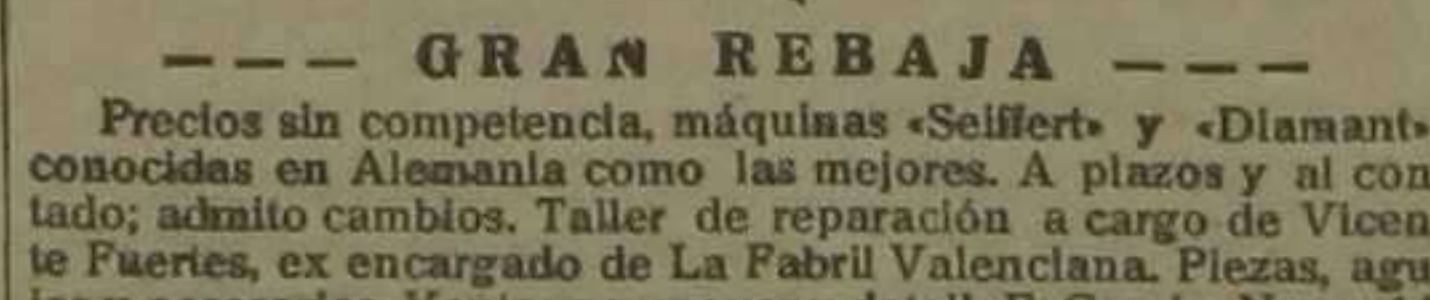 --- GRAN REBAJA ---
Precios sin competencia, máquinas «Seiffert» y «Diamant»
conocidas en Alemania como las mejores. A plazos y al con
tado; admito cambios. Taller de reparación a cargo de Vicen
te Fuertes, ex encargado de La Fabril Valenciana. Piezas, agu